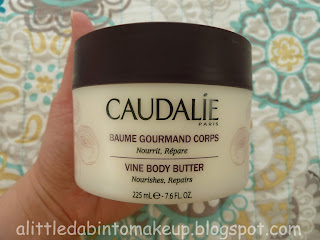 CAUDALÍE
PARIS
BAUME GOURMAND CORPS
Nourrit, Répare
VINE BODY BUTTER
Nourishes, Repairs
225 mL e - 7.6 FL. OZ.
alittledabintomakeup.blogspot.com